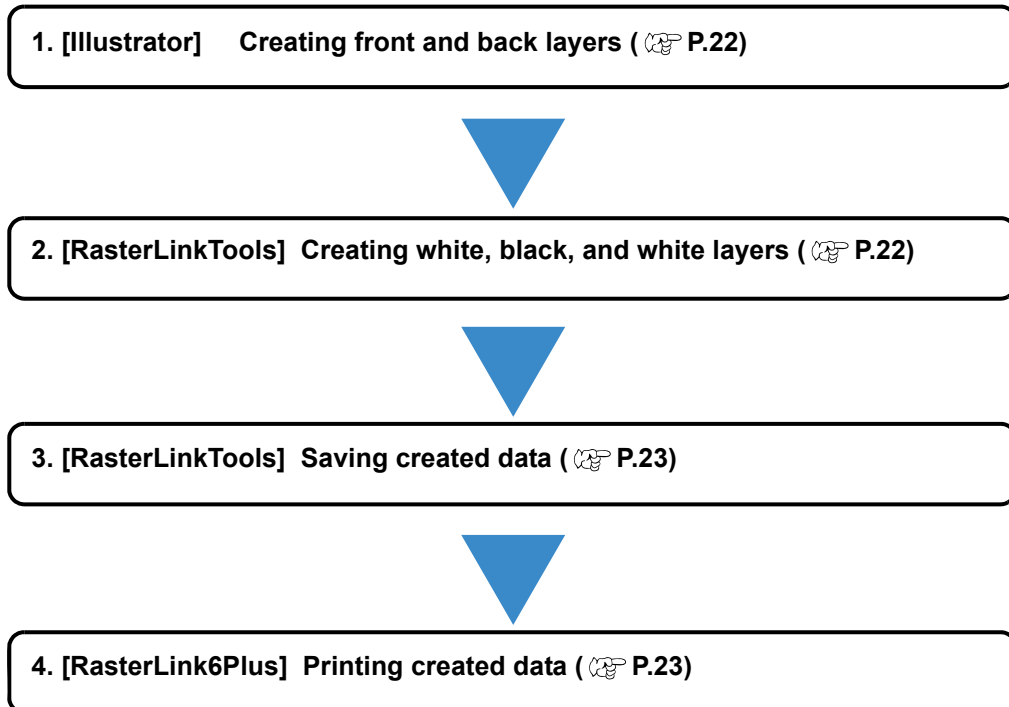 1. [Illustrator] Creating front and back layers ( P.22)
2. [RasterLinkTools] Creating white, black, and white layers ( P.22)
3. [RasterLinkTools] Saving created data ( P.23)
4. [RasterLink6Plus] Printing created data ( P.23)